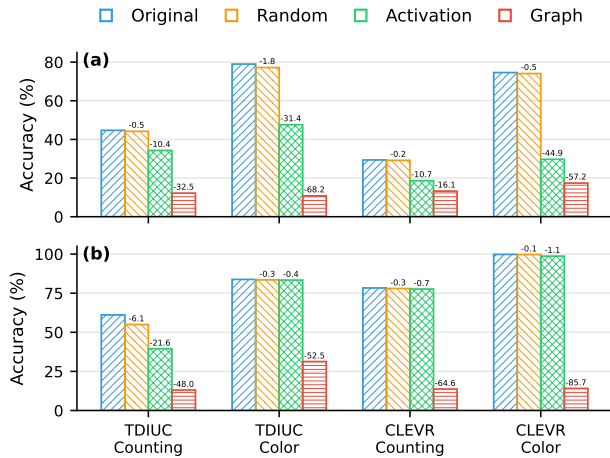 Original Random Activation Graph
(a)
Accuracy (%)
80
60
40
20
0
-0.5 -10.4 -32.5
-1.8 -31.4 -68.2
-0.2 -10.7 -16.1
-0.5 -44.9 -57.2
(b)
Accuracy (%)
100
75
50
25
0
-6.1 -21.6 -48.0
-0.3 -0.4 -52.5
-0.3 -0.7 -64.6
-0.1 -1.1 -85.7
TDIUC TDIUC CLEVR CLEVR
Counting Color Counting Color